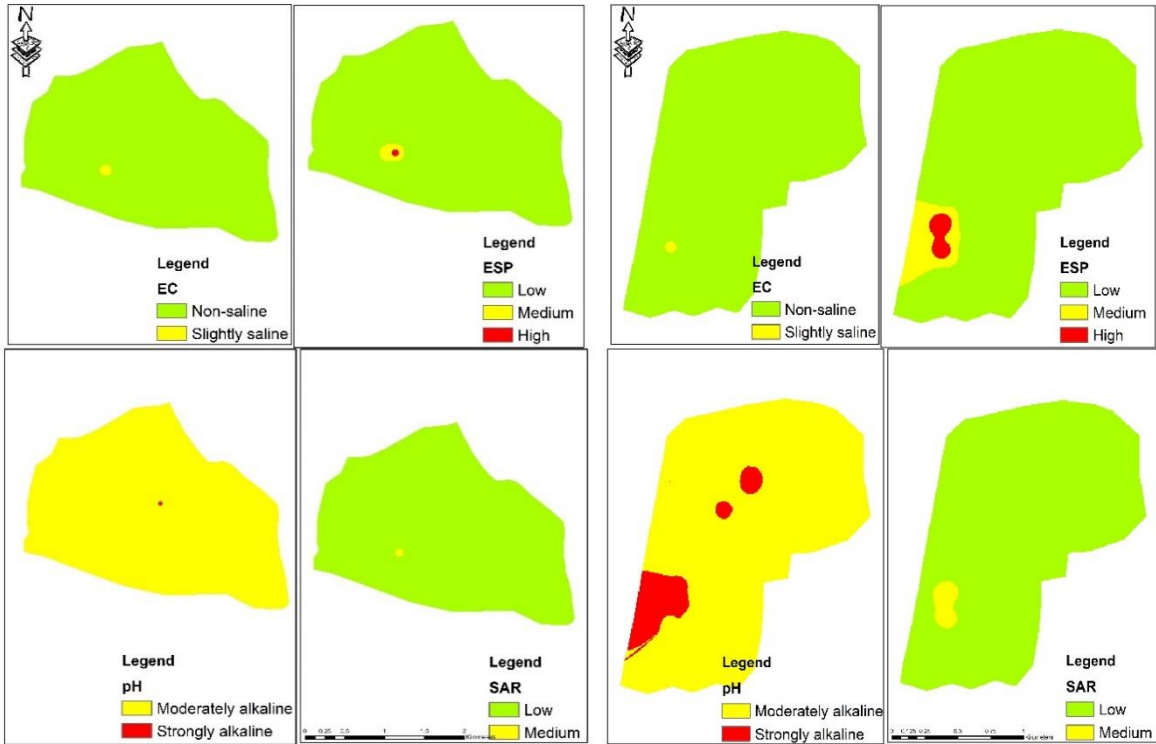 N
Legend
EC
Non-saline
Slightly saline
Legend
ESP
Low
Medium
High
N
Legend
EC
Non-saline
Slightly saline
Legend
ESP
Low
Medium
High
Legend
pH
Moderately alkaline
Strongly alkaline
Legend
SAR
Low
Medium
Legend
pH
Moderately alkaline
Strongly alkaline
Legend
SAR
Low
Medium